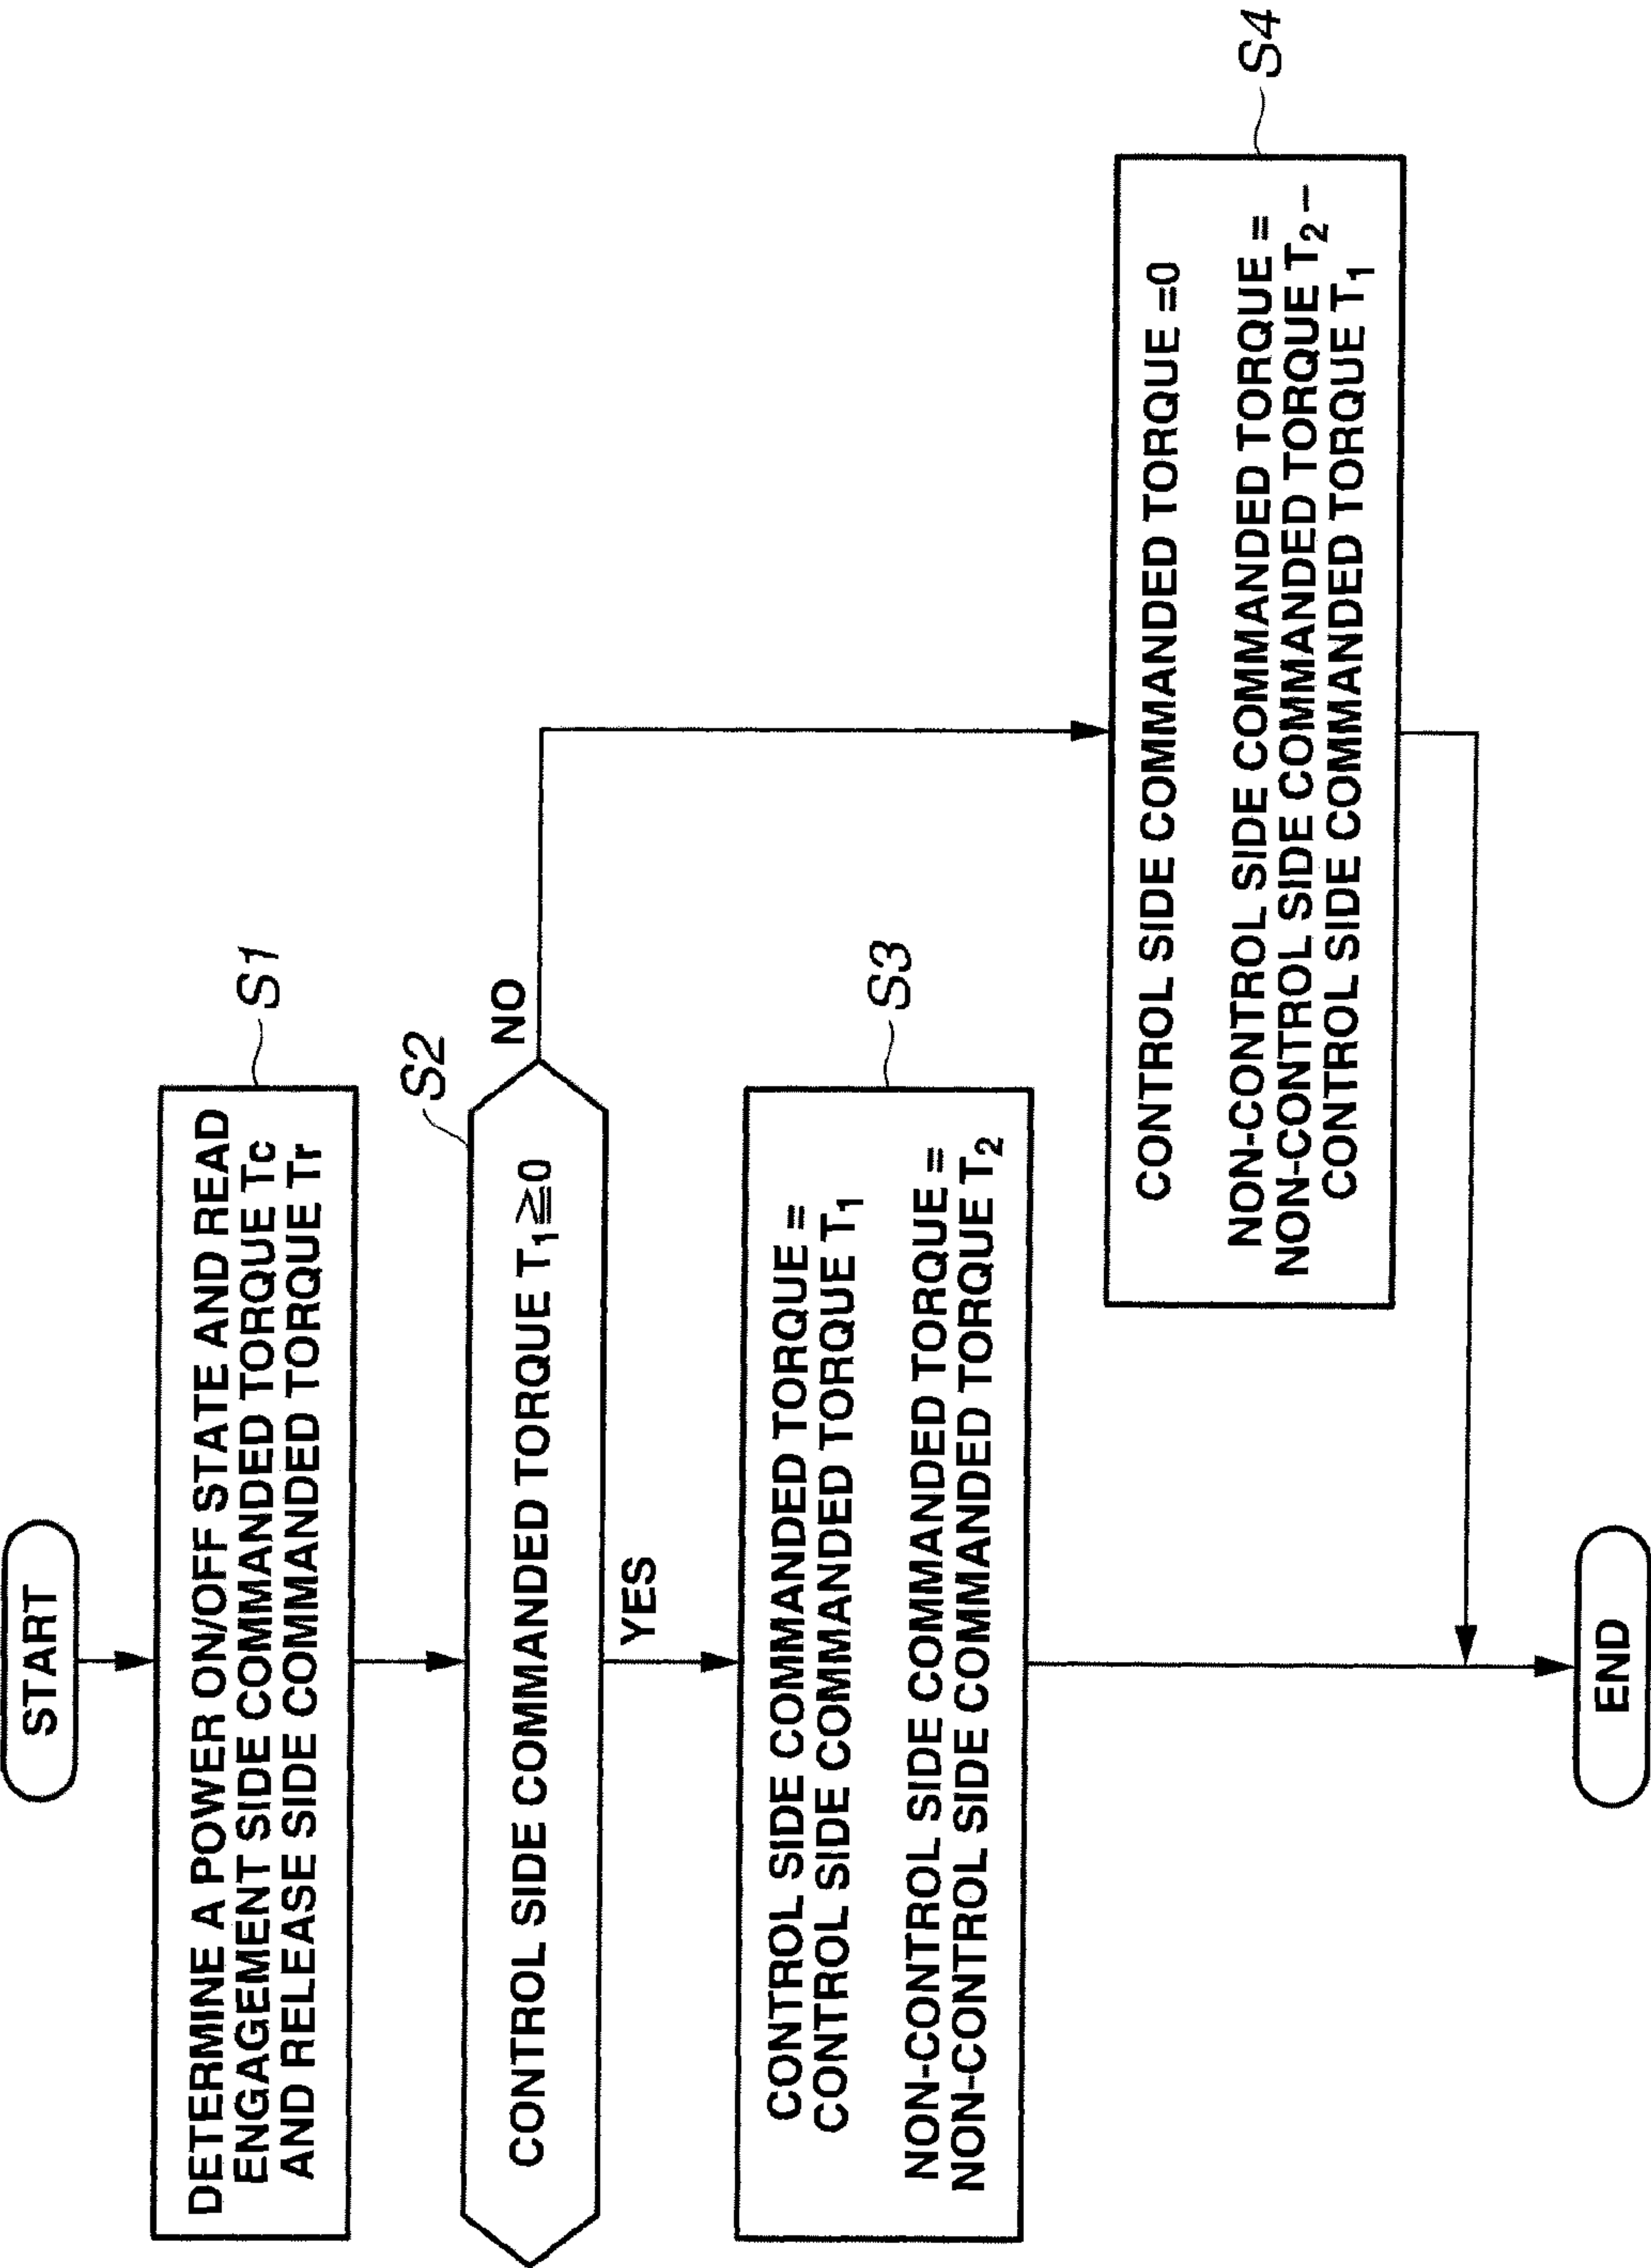 START
S1
DETERMINE A POWER ON/OFF STATE AND READ
ENGAGEMENT SIDE COMMANDED TORQUE Tc
AND RELEASE SIDE COMMANDED TORQUE Tr
S2
CONTROL SIDE COMMANDED TORQUE T₁≧0
NO
YES
S3
CONTROL SIDE COMMANDED TORQUE =
CONTROL SIDE COMMANDED TORQUE T₁
NON-CONTROL SIDE COMMANDED TORQUE =
NON-CONTROL SIDE COMMANDED TORQUE T₂
S4
CONTROL SIDE COMMANDED TORQUE =0
NON-CONTROL SIDE COMMANDED TORQUE =
NON-CONTROL SIDE COMMANDED TORQUE T₂ −
CONTROL SIDE COMMANDED TORQUE T₁
END